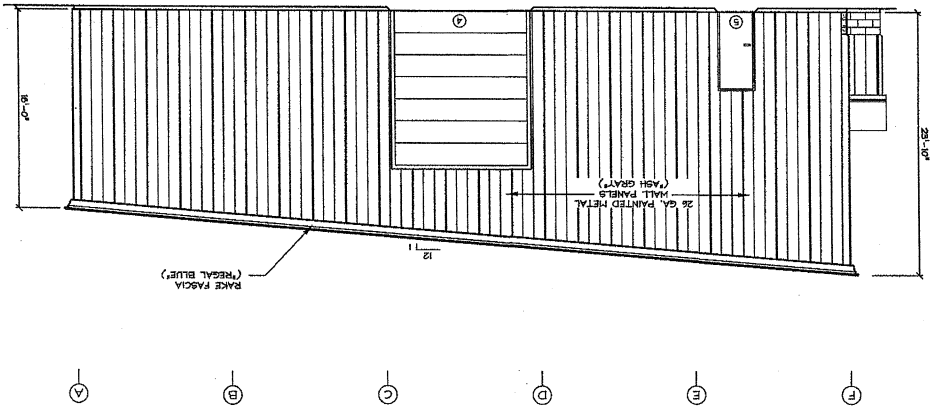 F E D C B A
RAKE FASCIA
("REGAL BLUE")
12
1
26 GA. PAINTED METAL
WALL PANELS
("ASH GRAY")
23'-10"
18'-0"
5
4